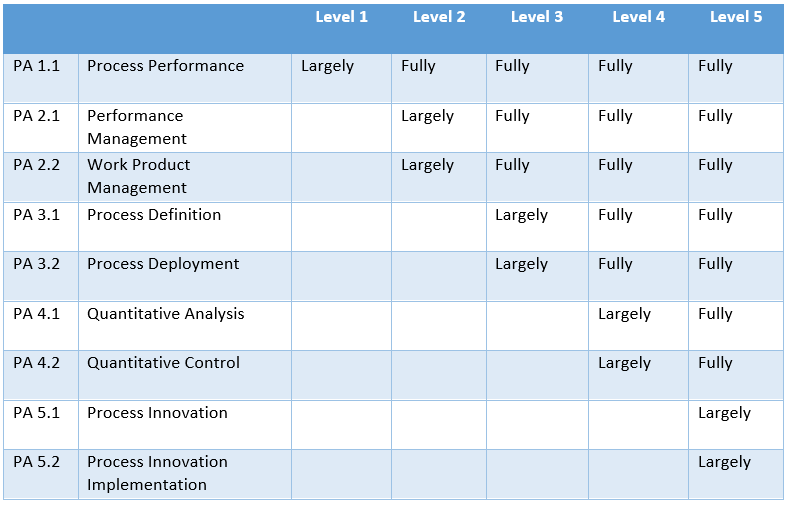 Level 1 Level 2 Level 3 Level 4 Level 5
PA 1.1 Process Performance Largely Fully Fully Fully Fully
PA 2.1 Performance Largely Fully Fully Fully
Management
PA 2.2 Work Product Largely Fully Fully Fully
Management
PA 3.1 Process Definition Largely Fully Fully
PA 3.2 Process Deployment Largely Fully Fully
PA 4.1 Quantitative Analysis Largely Fully
PA 4.2 Quantitative Control Largely Fully
PA 5.1 Process Innovation Largely
PA 5.2 Process Innovation Largely
Implementation